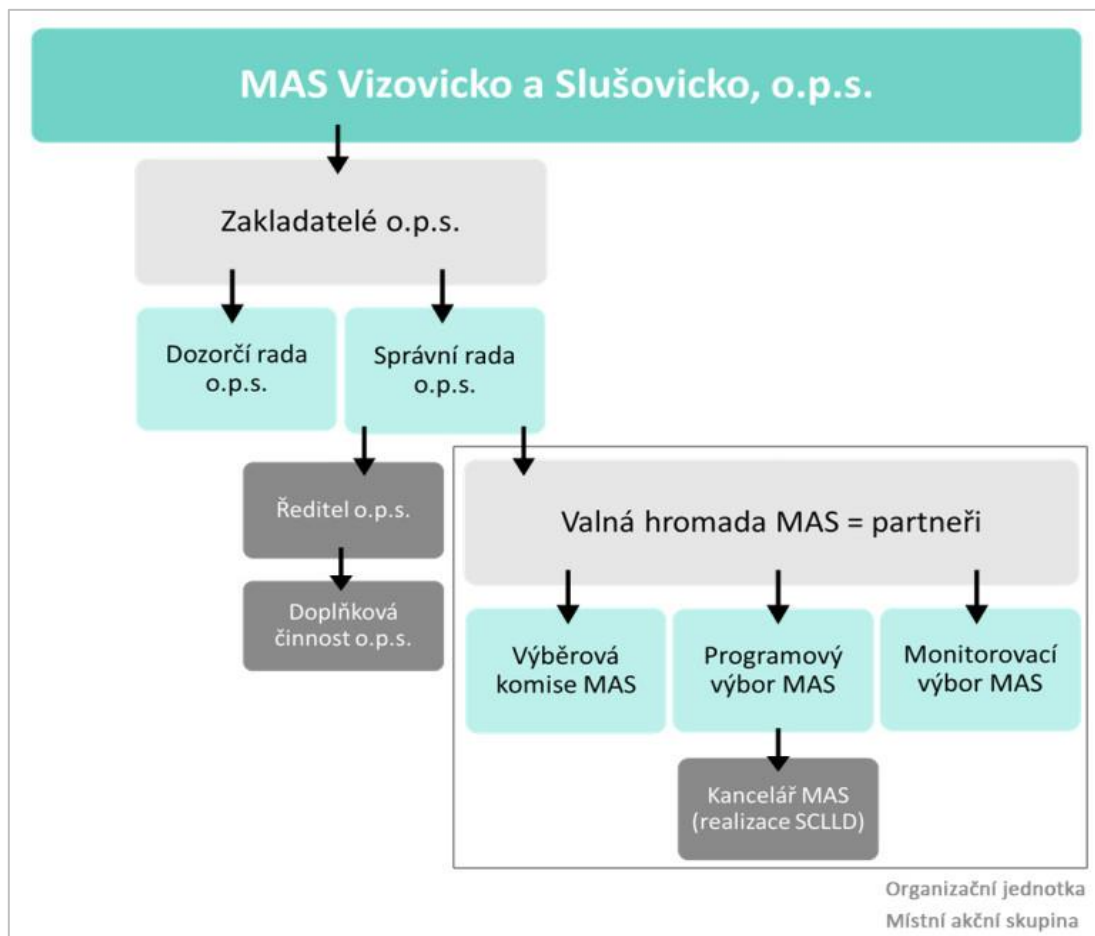 MAS Vizovicko a Slušovicko, o.p.s.
Zakladatelé o.p.s.
Dozorčí rada
o.p.s.
Správní rada
o.p.s.
Ředitel o.p.s.
Doplňková
činnost o.p.s.
Valná hromada MAS = partneři
Výběrová
komise MAS
Programový
výbor MAS
Monitorovací
výbor MAS
Kancelář MAS
(realizace SCLLD)
Organizační jednotka
Místní akční skupina